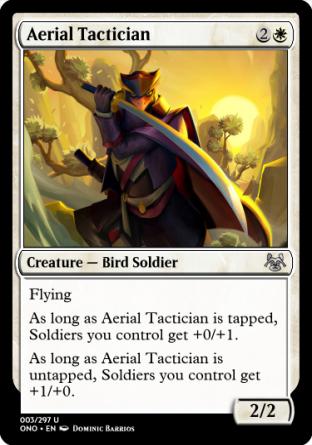 Aerial Tactician 2
Creature — Bird Soldier
Flying
As long as Aerial Tactician is tapped,
Soldiers you control get +0/+1.
As long as Aerial Tactician is
untapped, Soldiers you control get
+1/+0.
2/2
003/297 U
ONO • EN Dominic Barrios